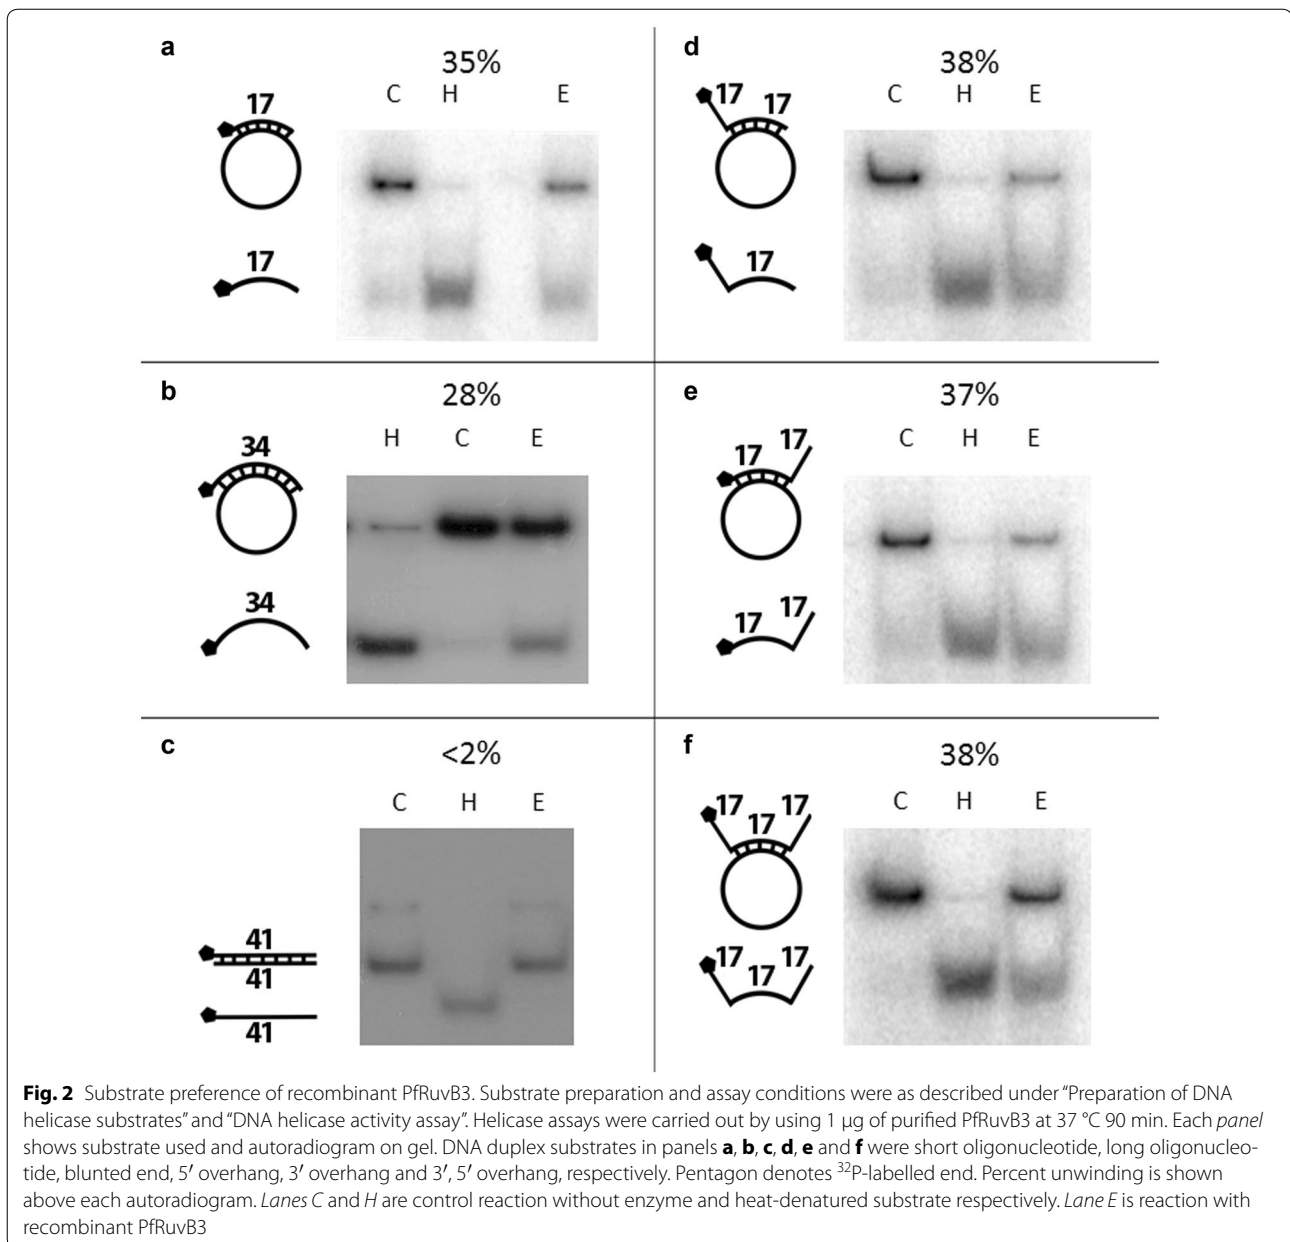 a
35%
C H E
17
17
d
38%
C H E
17 17
17
b
28%
H C E
34
34
e
37%
C H E
17 17
17 17
c
<2%
C H E
41
41
41
f
38%
C H E
17 17 17
17 17 17
Fig. 2 Substrate preference of recombinant PfRuvB3. Substrate preparation and assay conditions were as described under “Preparation of DNA
helicase substrates” and “DNA helicase activity assay”. Helicase assays were carried out by using 1 μg of purified PfRuvB3 at 37 °C 90 min. Each panel
shows substrate used and autoradiogram on gel. DNA duplex substrates in panels a, b, c, d, e and f were short oligonucleotide, long oligonucleo-
tide, blunted end, 5′ overhang, 3′ overhang and 3′, 5′ overhang, respectively. Pentagon denotes ³²P-labelled end. Percent unwinding is shown
above each autoradiogram. Lanes C and H are control reaction without enzyme and heat-denatured substrate respectively. Lane E is reaction with
recombinant PfRuvB3